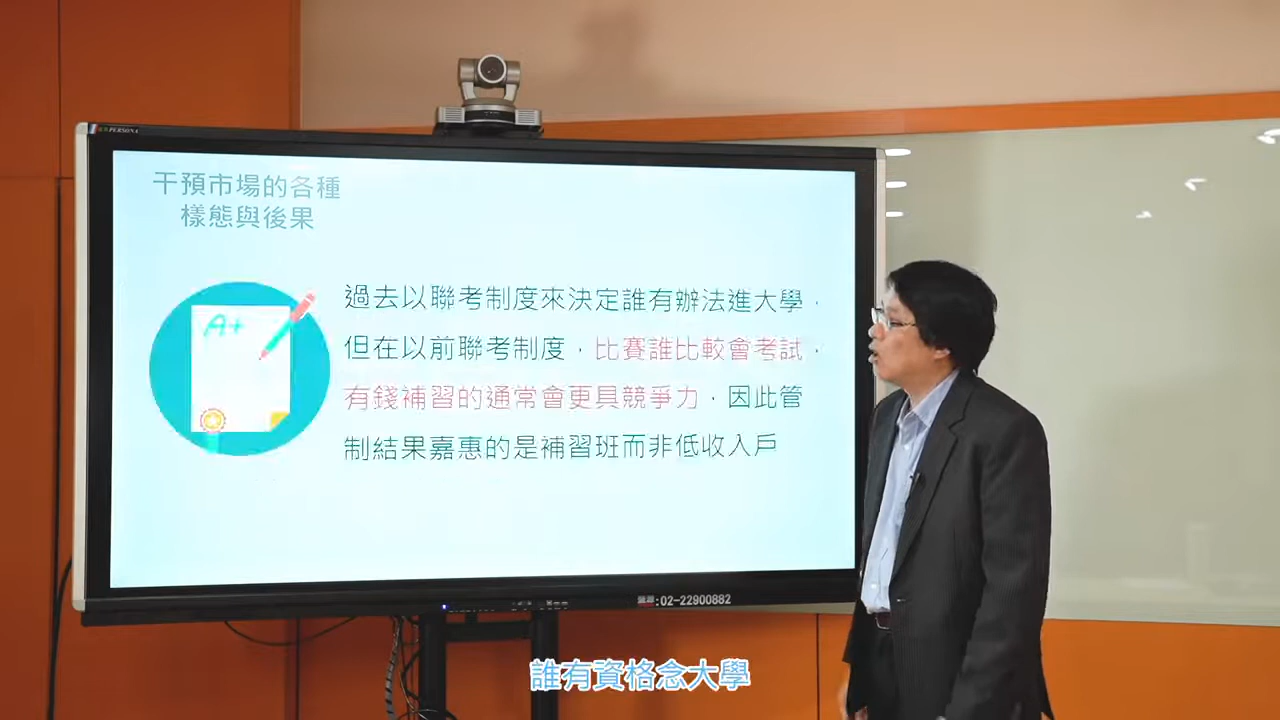 PERSONA
干預市場的各種
樣態與後果
A+
過去以聯考制度來決定誰有辦法進大學，
但在以前聯考制度，比賽誰比較會考試，
有錢補習的通常會更具競爭力，因此管
制結果嘉惠的是補習班而非低收入戶
:02-22900882
誰有資格念大學